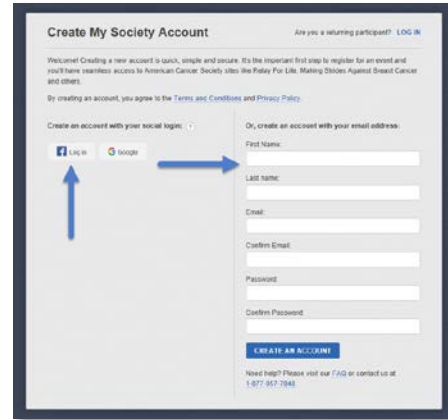 Create My Society Account
Are you a returning participant? LOG IN
Welcome! Creating a new account is quick, simple and secure. It's the important first step to register for an event and
you'll have seamless access to American Cancer Society sites like Relay For Life, Making Strides Against Breast Cancer
and others.
By creating an account, you agree to the Terms and Conditions and Privacy Policy.
Create an account with your social login:
Log in
Google
Or, create an account with your email address:
First Name:
Last name:
Email:
Confirm Email:
Password:
Confirm Password:
CREATE AN ACCOUNT
Need help? Please visit our FAQ or contact us at